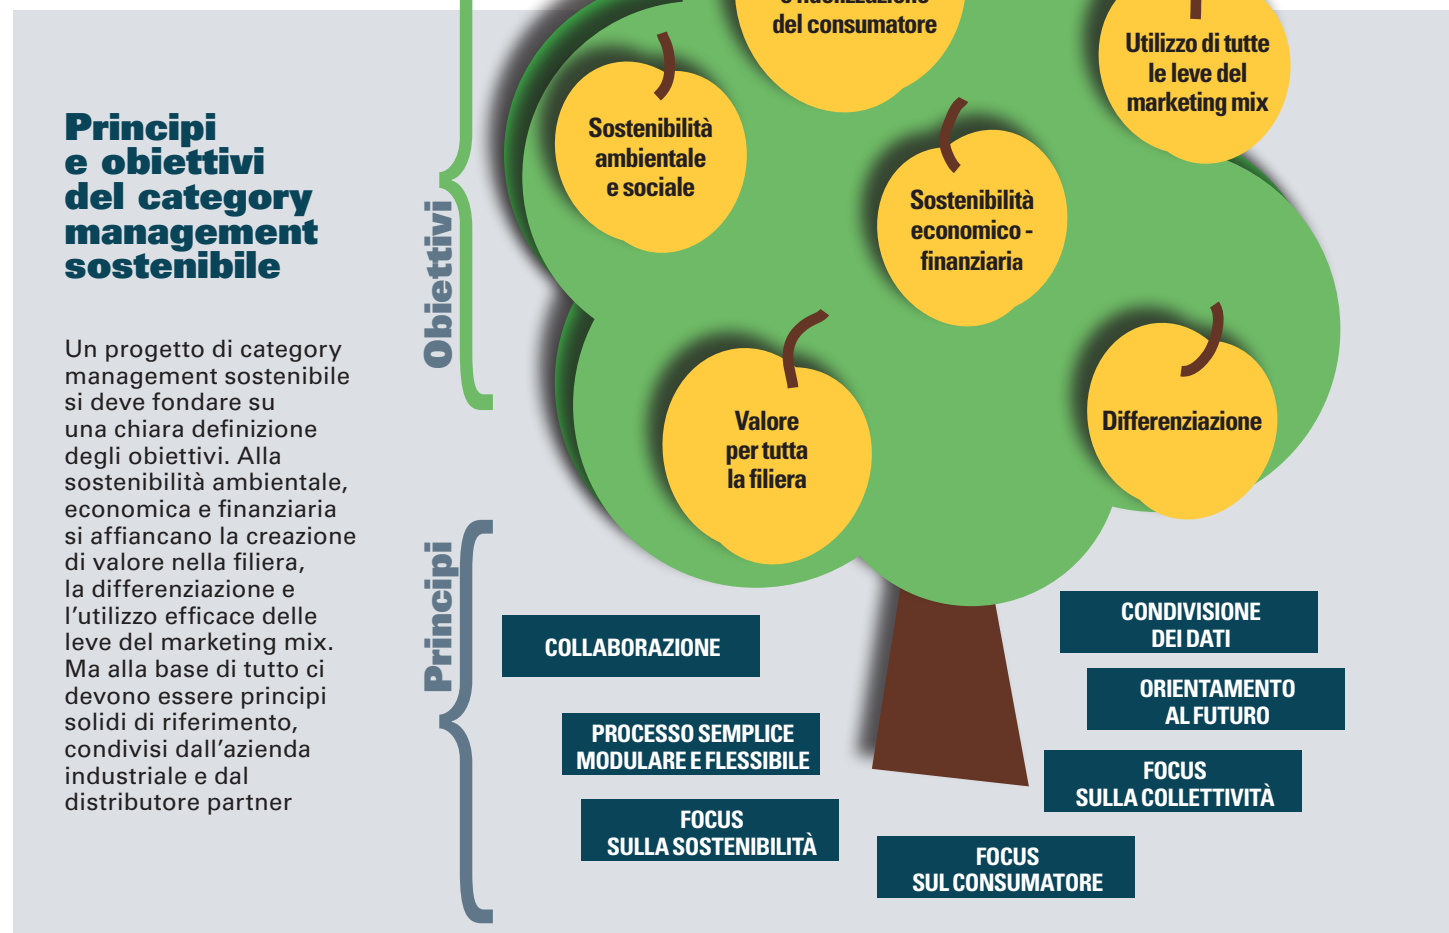 del consumatore
Utilizzo di tutte
le leve del
marketing mix
Sostenibilità
ambientale
e sociale
Sostenibilità
economico -
finanziaria
Valore
per tutta
la filiera
Differenziazione
Obiettivi
Principi
e obiettivi
del category
management
sostenibile
Un progetto di category
management sostenibile
si deve fondare su
una chiara definizione
degli obiettivi. Alla
sostenibilità ambientale,
economica e finanziaria
si affiancano la creazione
di valore nella filiera,
la differenziazione e
l’utilizzo efficace delle
leve del marketing mix.
Ma alla base di tutto ci
devono essere principi
solidi di riferimento,
condivisi dall’azienda
industriale e dal
distributore partner
Principi
COLLABORAZIONE
PROCESSO SEMPLICE
MODULARE E FLESSIBILE
FOCUS
SULLA SOSTENIBILITÀ
FOCUS
SUL CONSUMATORE
CONDIVISIONE
DEI DATI
ORIENTAMENTO
AL FUTURO
FOCUS
SULLA COLLETTIVITÀ